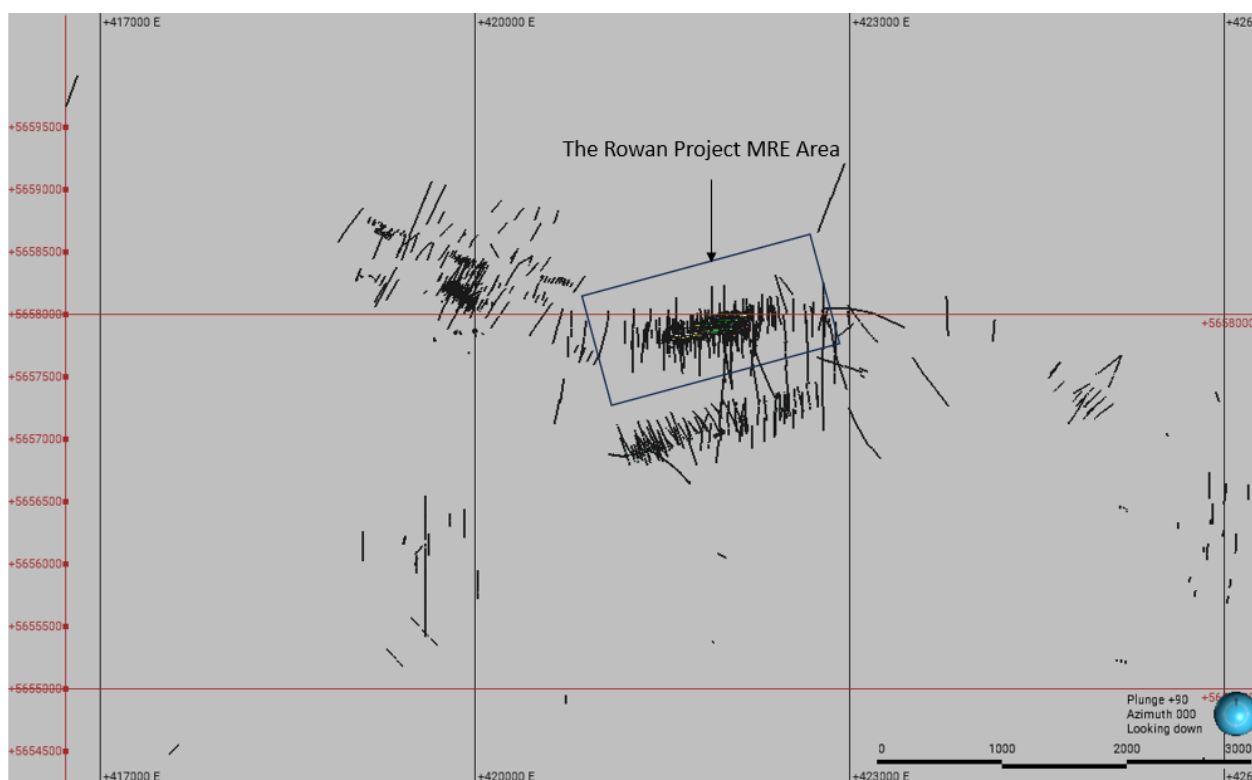 +417000 E
+420000 E
+423000 E
+426
+5659500
The Rowan Project MRE Area
+5659000
+5658500
+5658000
+5658000
+5657500
+5657000
+5656500
+5656000
+5655500
+5655000
Plunge +90
Azimuth 000
Looking down
+5654500
0 1000 2000 3000
+417000 E
+420000 E
+423000 E
+426